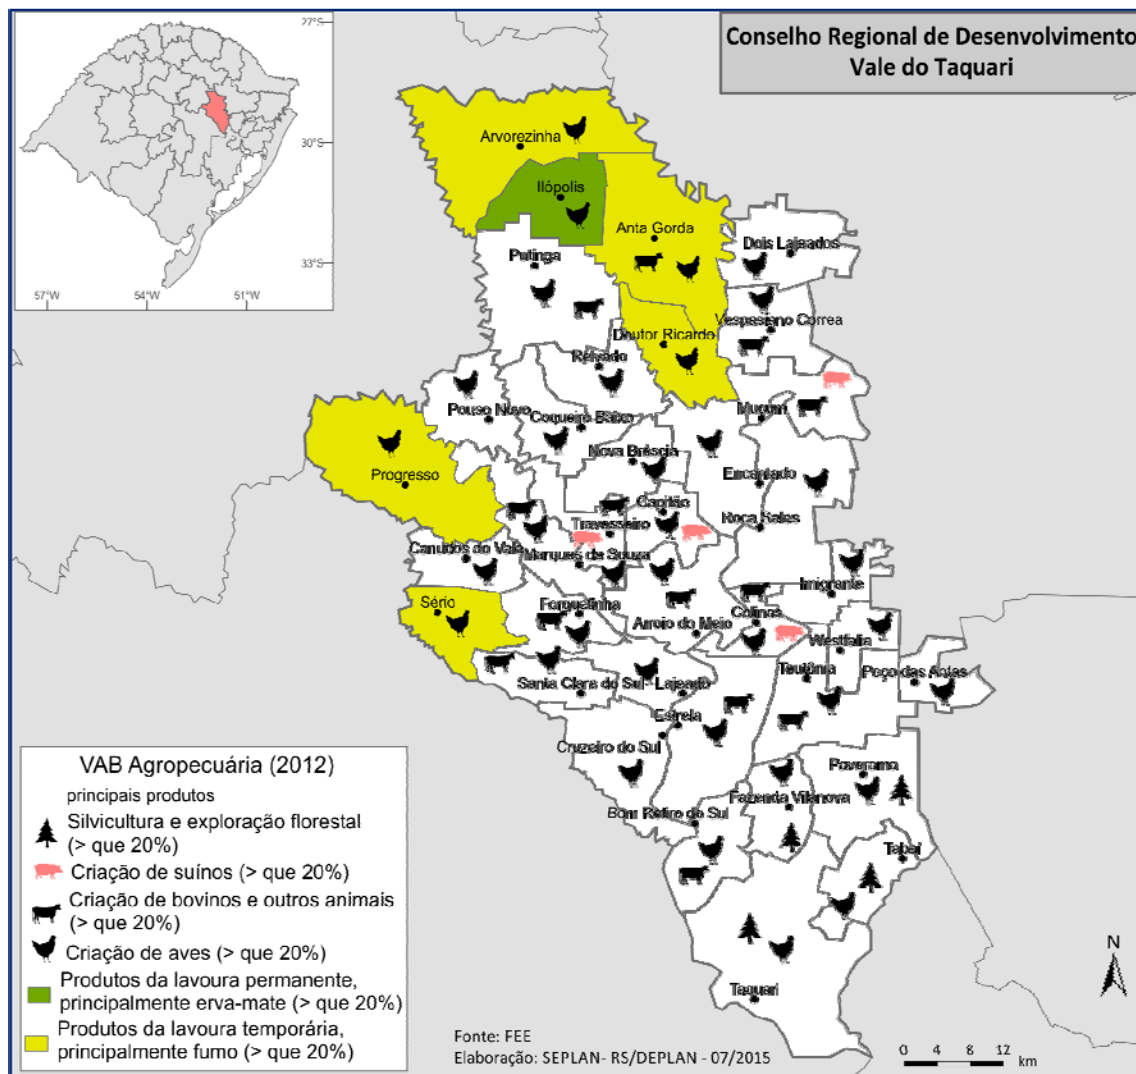 Conselho Regional de Desenvolvimento
Vale do Taquari
27°S
30°S
33°S
57°W
54°W
51°W
Arvorezinha
Ilópolis
Anta Gorda
Dois Lajeados
Putinga
Vespasiano Correa
Doutor Ricardo
Relvado
Pouso Novo
Coqueiro Baixo
Muçum
Nova Bréscia
Progresso
Encantado
Capitão
Travesseiro
Roca Sales
Canudos do Vale
Marques de Souza
Imigrante
Sério
Forquetinha
Colinas
Arroio do Meio
Westfalia
Teutônia
Poço das Antas
Santa Clara do Sul
Lajeado
Estrela
Cruzeiro do Sul
Paverama
Fazenda Vilanova
Bom Retiro do Sul
Tabaí
Taquari
VAB Agropecuária (2012)
principais produtos
Silvicultura e exploração florestal
(> que 20%)
Criação de suínos (> que 20%)
Criação de bovinos e outros animais
(> que 20%)
Criação de aves (> que 20%)
Produtos da lavoura permanente,
principalmente erva-mate (> que 20%)
Produtos da lavoura temporária,
principalmente fumo (> que 20%)
Fonte: FEE
Elaboração: SEPLAN- RS/DEPLAN - 07/2015
N
0 4 8 12
km